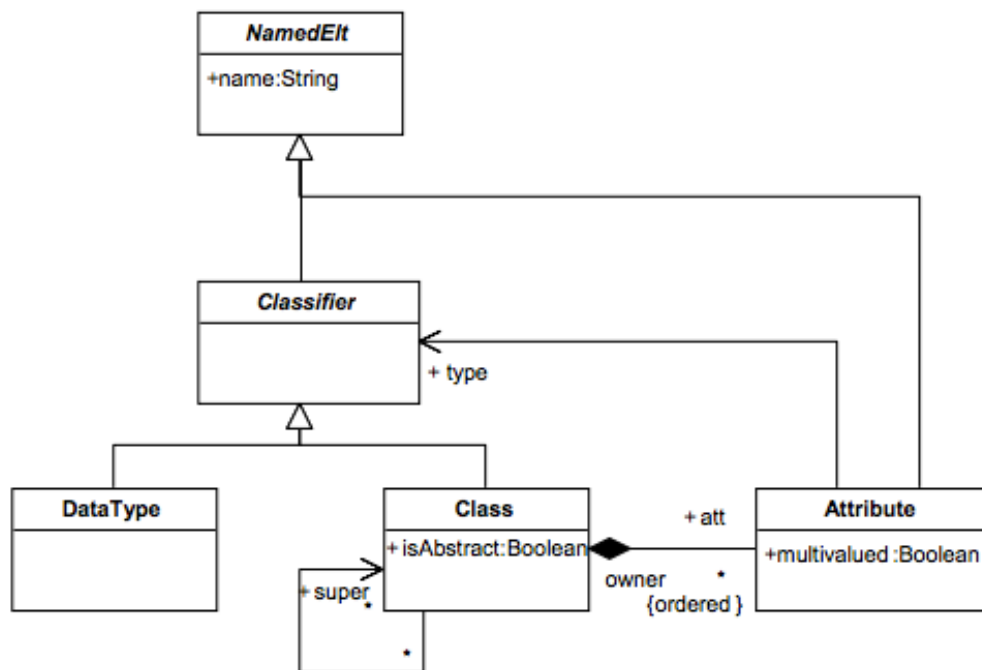 NamedElt
+name:String
Classifier
+ type
DataType
Class
+ isAbstract:Boolean
+ super
*
*
+ att
owner
*
{ordered }
Attribute
+multivalued :Boolean